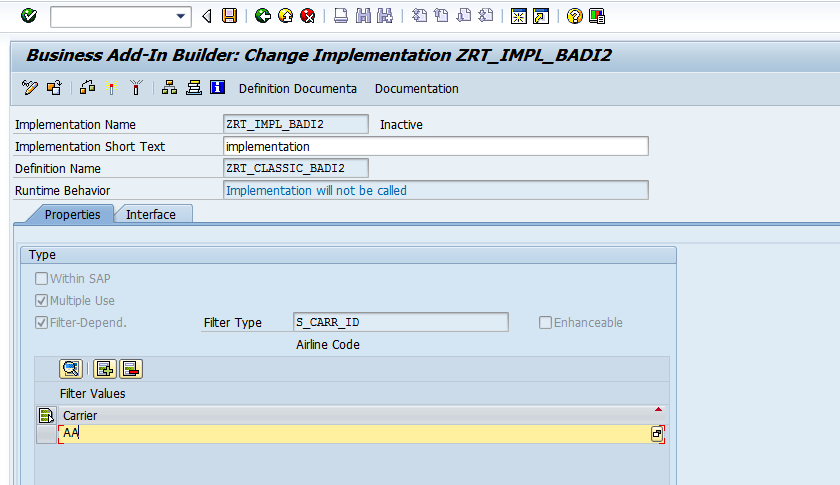 Business Add-In Builder: Change Implementation ZRT_IMPL_BADI2
Definition Documenta Documentation
Implementation Name ZRT_IMPL_BADI2 Inactive
Implementation Short Text implementation
Definition Name ZRT_CLASSIC_BADI2
Runtime Behavior Implementation will not be called
Properties Interface
Type
Within SAP
Multiple Use
Filter-Depend. Filter Type S_CARR_ID Enhanceable
Airline Code
Filter Values
Carrier
AA